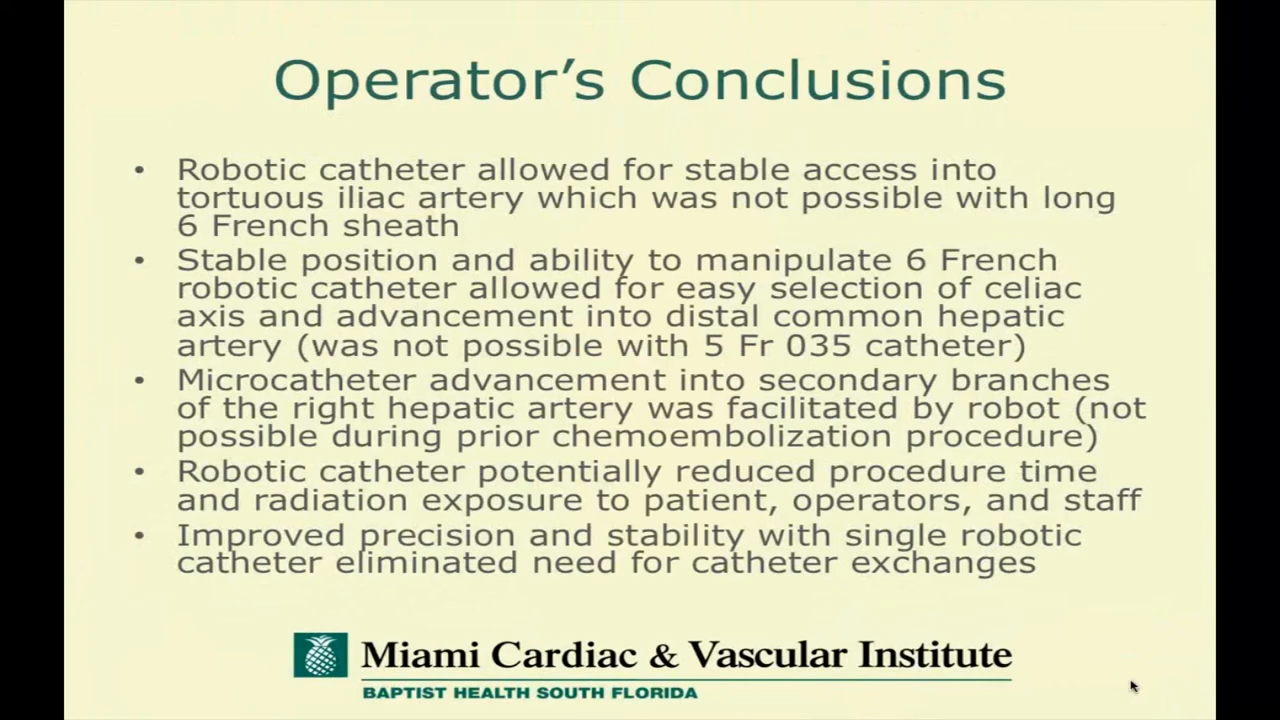 Operator's Conclusions
• Robotic catheter allowed for stable access into
tortuous iliac artery which was not possible with long
6 French sheath
• Stable position and ability to manipulate 6 French
robotic catheter allowed for easy selection of celiac
axis and advancement into distal common hepatic
artery (was not possible with 5 Fr 035 catheter)
• Microcatheter advancement into secondary branches
of the right hepatic artery was facilitated by robot (not
possible during prior chemoembolization procedure)
• Robotic catheter potentially reduced procedure time
and radiation exposure to patient, operators, and staff
• Improved precision and stability with single robotic
catheter eliminated need for catheter exchanges
Miami Cardiac & Vascular Institute
BAPTIST HEALTH SOUTH FLORIDA